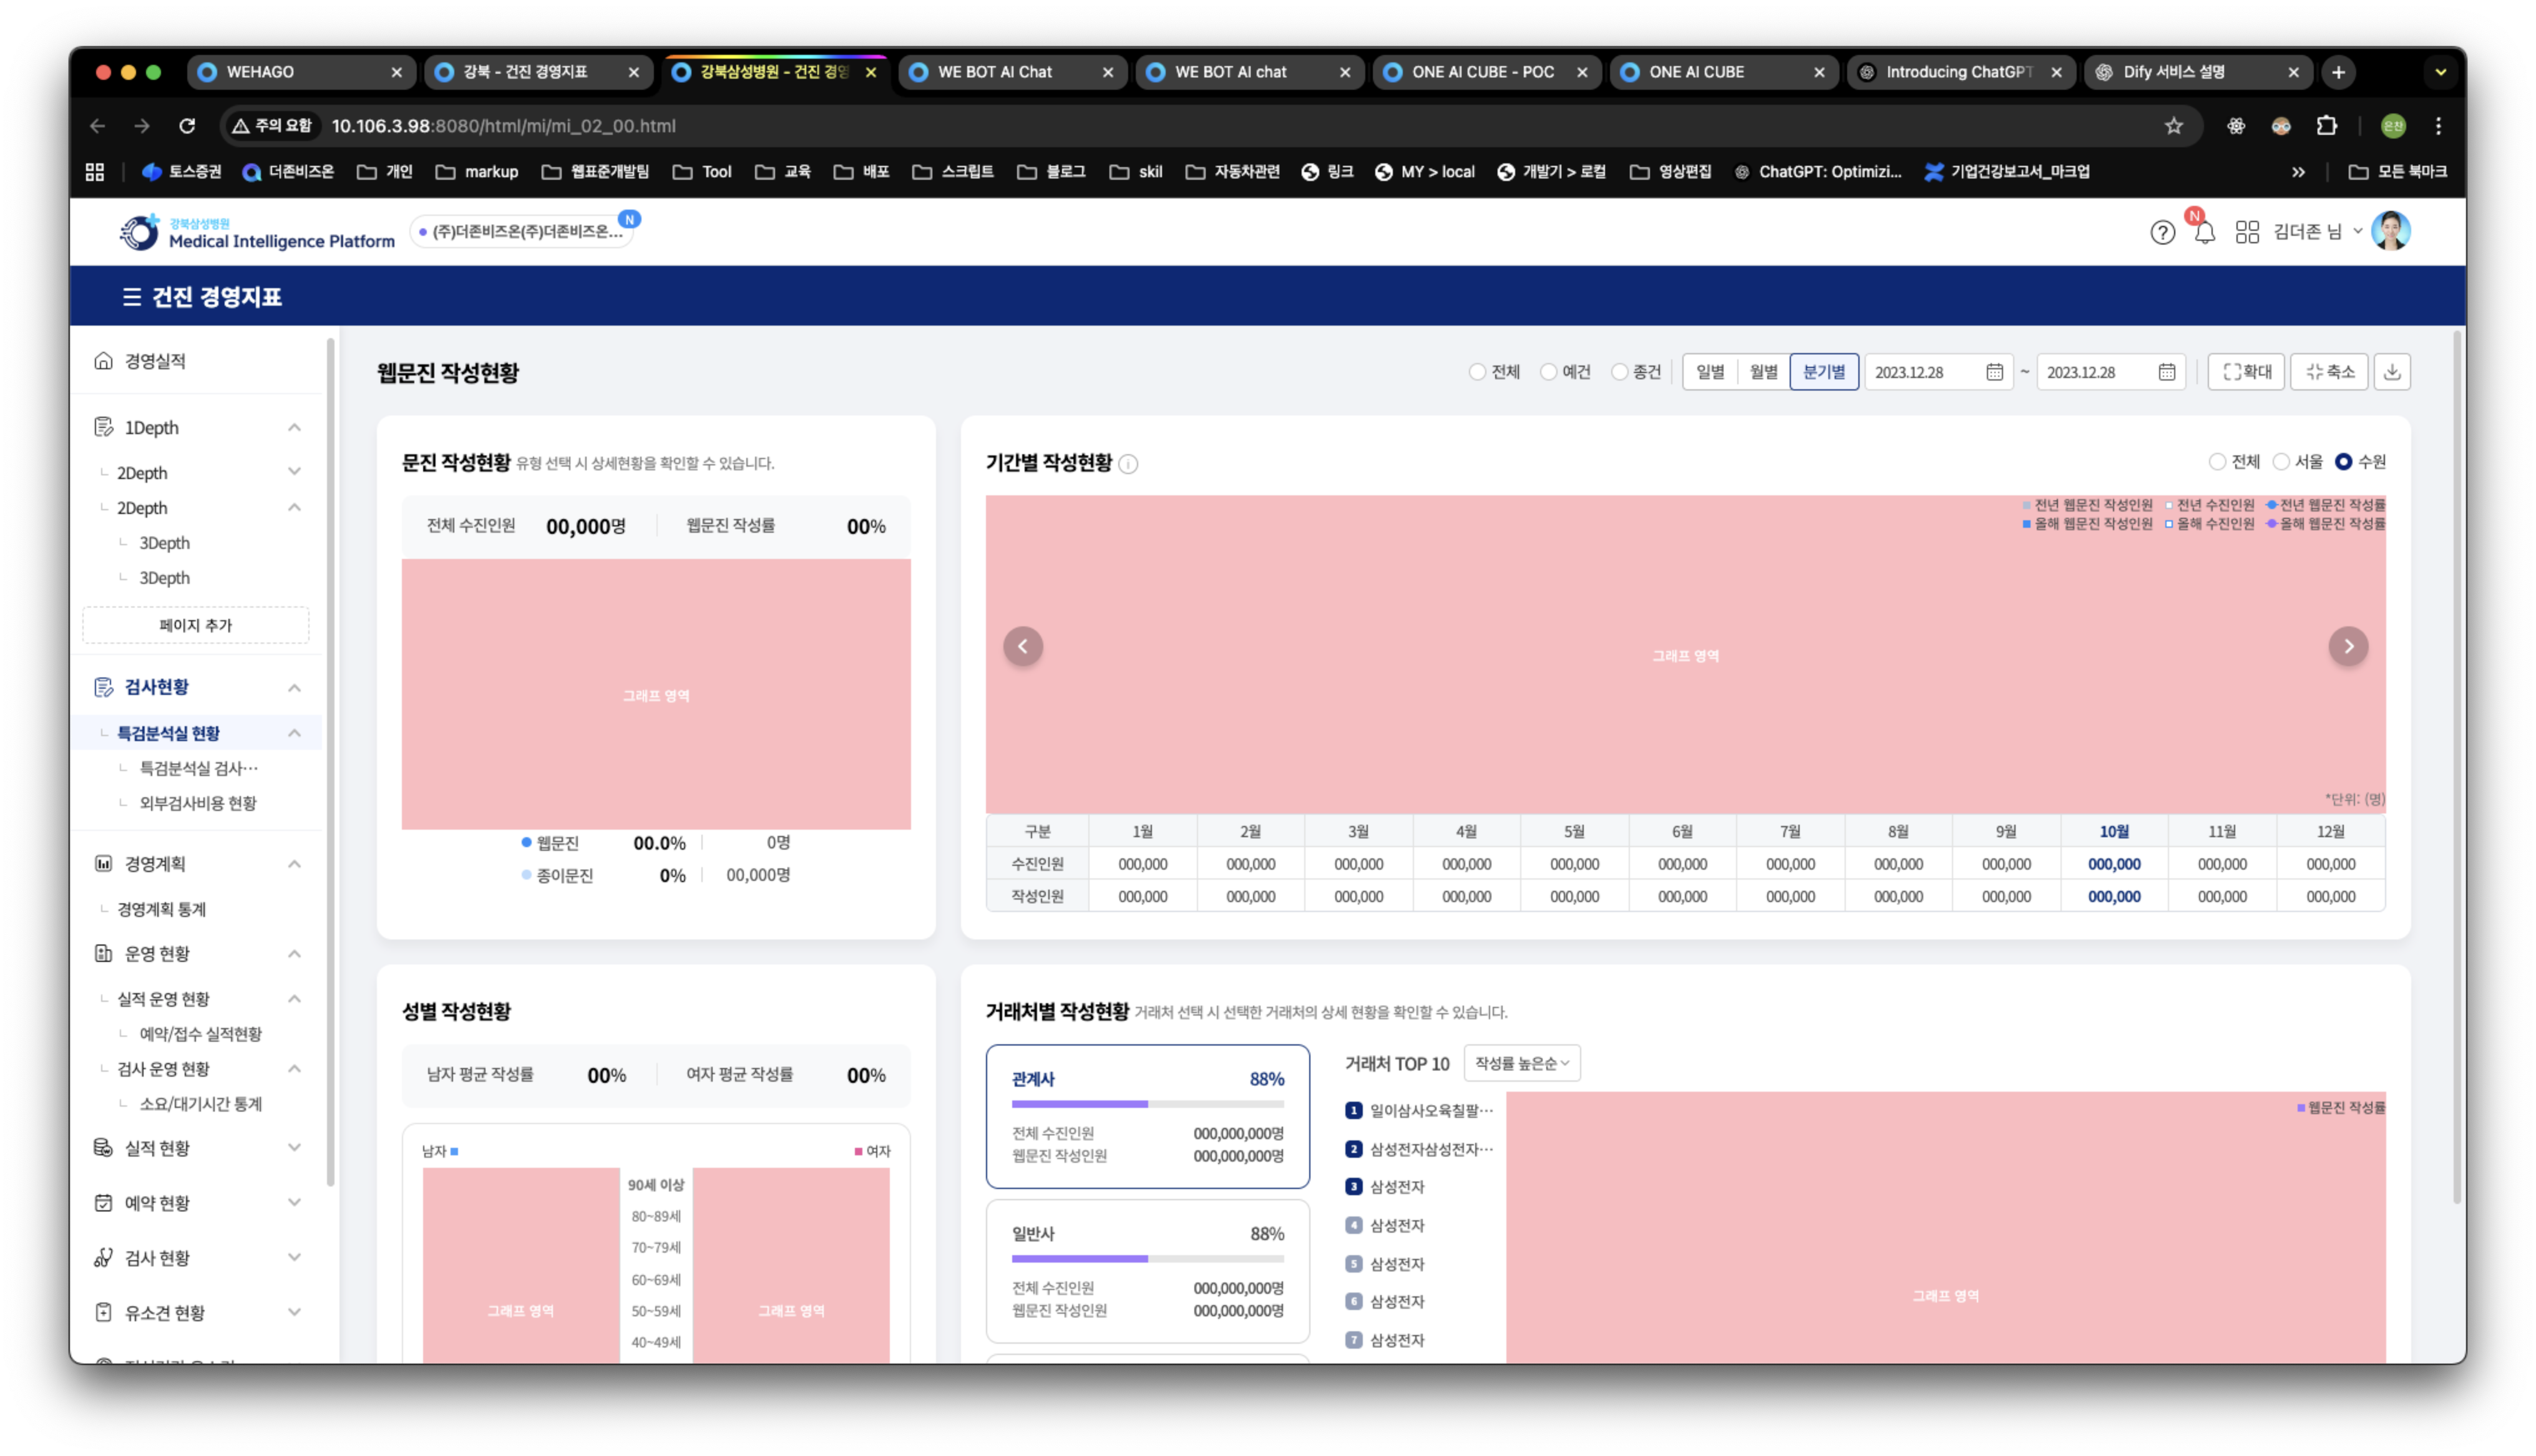 WEHAGO
강북 - 건진 경영지표
강북삼성병원 - 건진 경영
WE BOT AI Chat
WE BOT AI chat
ONE AI CUBE - POC
ONE AI CUBE
Introducing ChatGPT
Dify 서비스 설명
주의 요함
10.106.3.98:8080/html/mi/mi_02_00.html
은찬
토스증권
더존비즈온
개인
markup
웹표준개발팀
Tool
교육
배포
스크립트
블로그
skil
자동차관련
링크
MY > local
개발기 > 로컬
영상편집
ChatGPT: Optimizi...
기업건강보고서_마크업
모든 북마크
강북삼성병원
Medical Intelligence Platform
(주)더존비즈온(주)더존비즈온...
N
N
김더존 님
건진 경영지표
경영실적
1Depth
2Depth
2Depth
3Depth
3Depth
페이지 추가
검사현황
특검분석실 현황
특검분석실 검사…
외부검사비용 현황
경영계획
경영계획 통계
운영 현황
실적 운영 현황
예약/접수 실적현황
검사 운영 현황
소요/대기시간 통계
실적 현황
예약 현황
검사 현황
유소견 현황
웹문진 작성현황
전체 예건 종건
일별 월별 분기별
2023.12.28 ~ 2023.12.28
확대 축소
문진 작성현황 유형 선택 시 상세현황을 확인할 수 있습니다.
전체 수진인원 00,000명 웹문진 작성률 00%
그래프 영역
웹문진 00.0% 0명
종이문진 0% 00,000명
기간별 작성현황
전체 서울 수원
전년 웹문진 작성인원 전년 수진인원 전년 웹문진 작성률
올해 웹문진 작성인원 올해 수진인원 올해 웹문진 작성률
그래프 영역
*단위: (명)
구분 1월 2월 3월 4월 5월 6월 7월 8월 9월 10월 11월 12월
수진인원 000,000 000,000 000,000 000,000 000,000 000,000 000,000 000,000 000,000 000,000 000,000 000,000
작성인원 000,000 000,000 000,000 000,000 000,000 000,000 000,000 000,000 000,000 000,000 000,000 000,000
성별 작성현황
남자 평균 작성률 00% 여자 평균 작성률 00%
남자 여자
90세 이상
80~89세
70~79세
60~69세
그래프 영역 50~59세 그래프 영역
40~49세
거래처별 작성현황 거래처 선택 시 선택한 거래처의 상세 현황을 확인할 수 있습니다.
관계사 88%
전체 수진인원 000,000,000명
웹문진 작성인원 000,000,000명
일반사 88%
전체 수진인원 000,000,000명
웹문진 작성인원 000,000,000명
거래처 TOP 10 작성률 높은순
1 일이삼사오육칠팔…
2 삼성전자삼성전자…
3 삼성전자
4 삼성전자
5 삼성전자
6 삼성전자
7 삼성전자
웹문진 작성률
그래프 영역